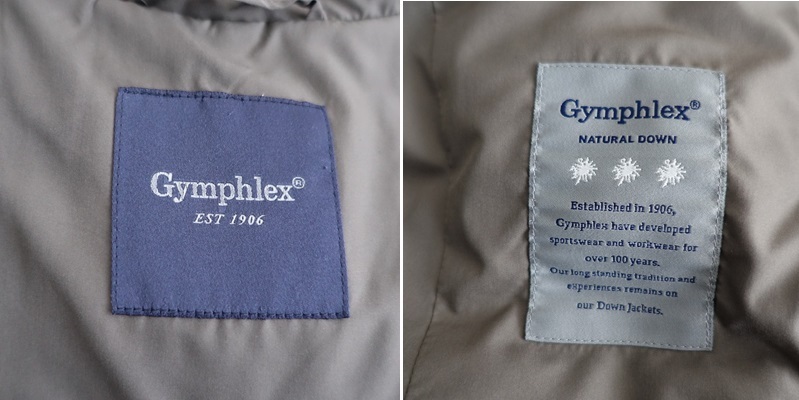 Gymphlex®
EST 1906
Gymphlex®
NATURAL DOWN
Established in 1906,
Gymphlex have developed
sportswear and workwear for
over 100 years.
Our long standing tradition and
experiences remains on
our Down Jackets.